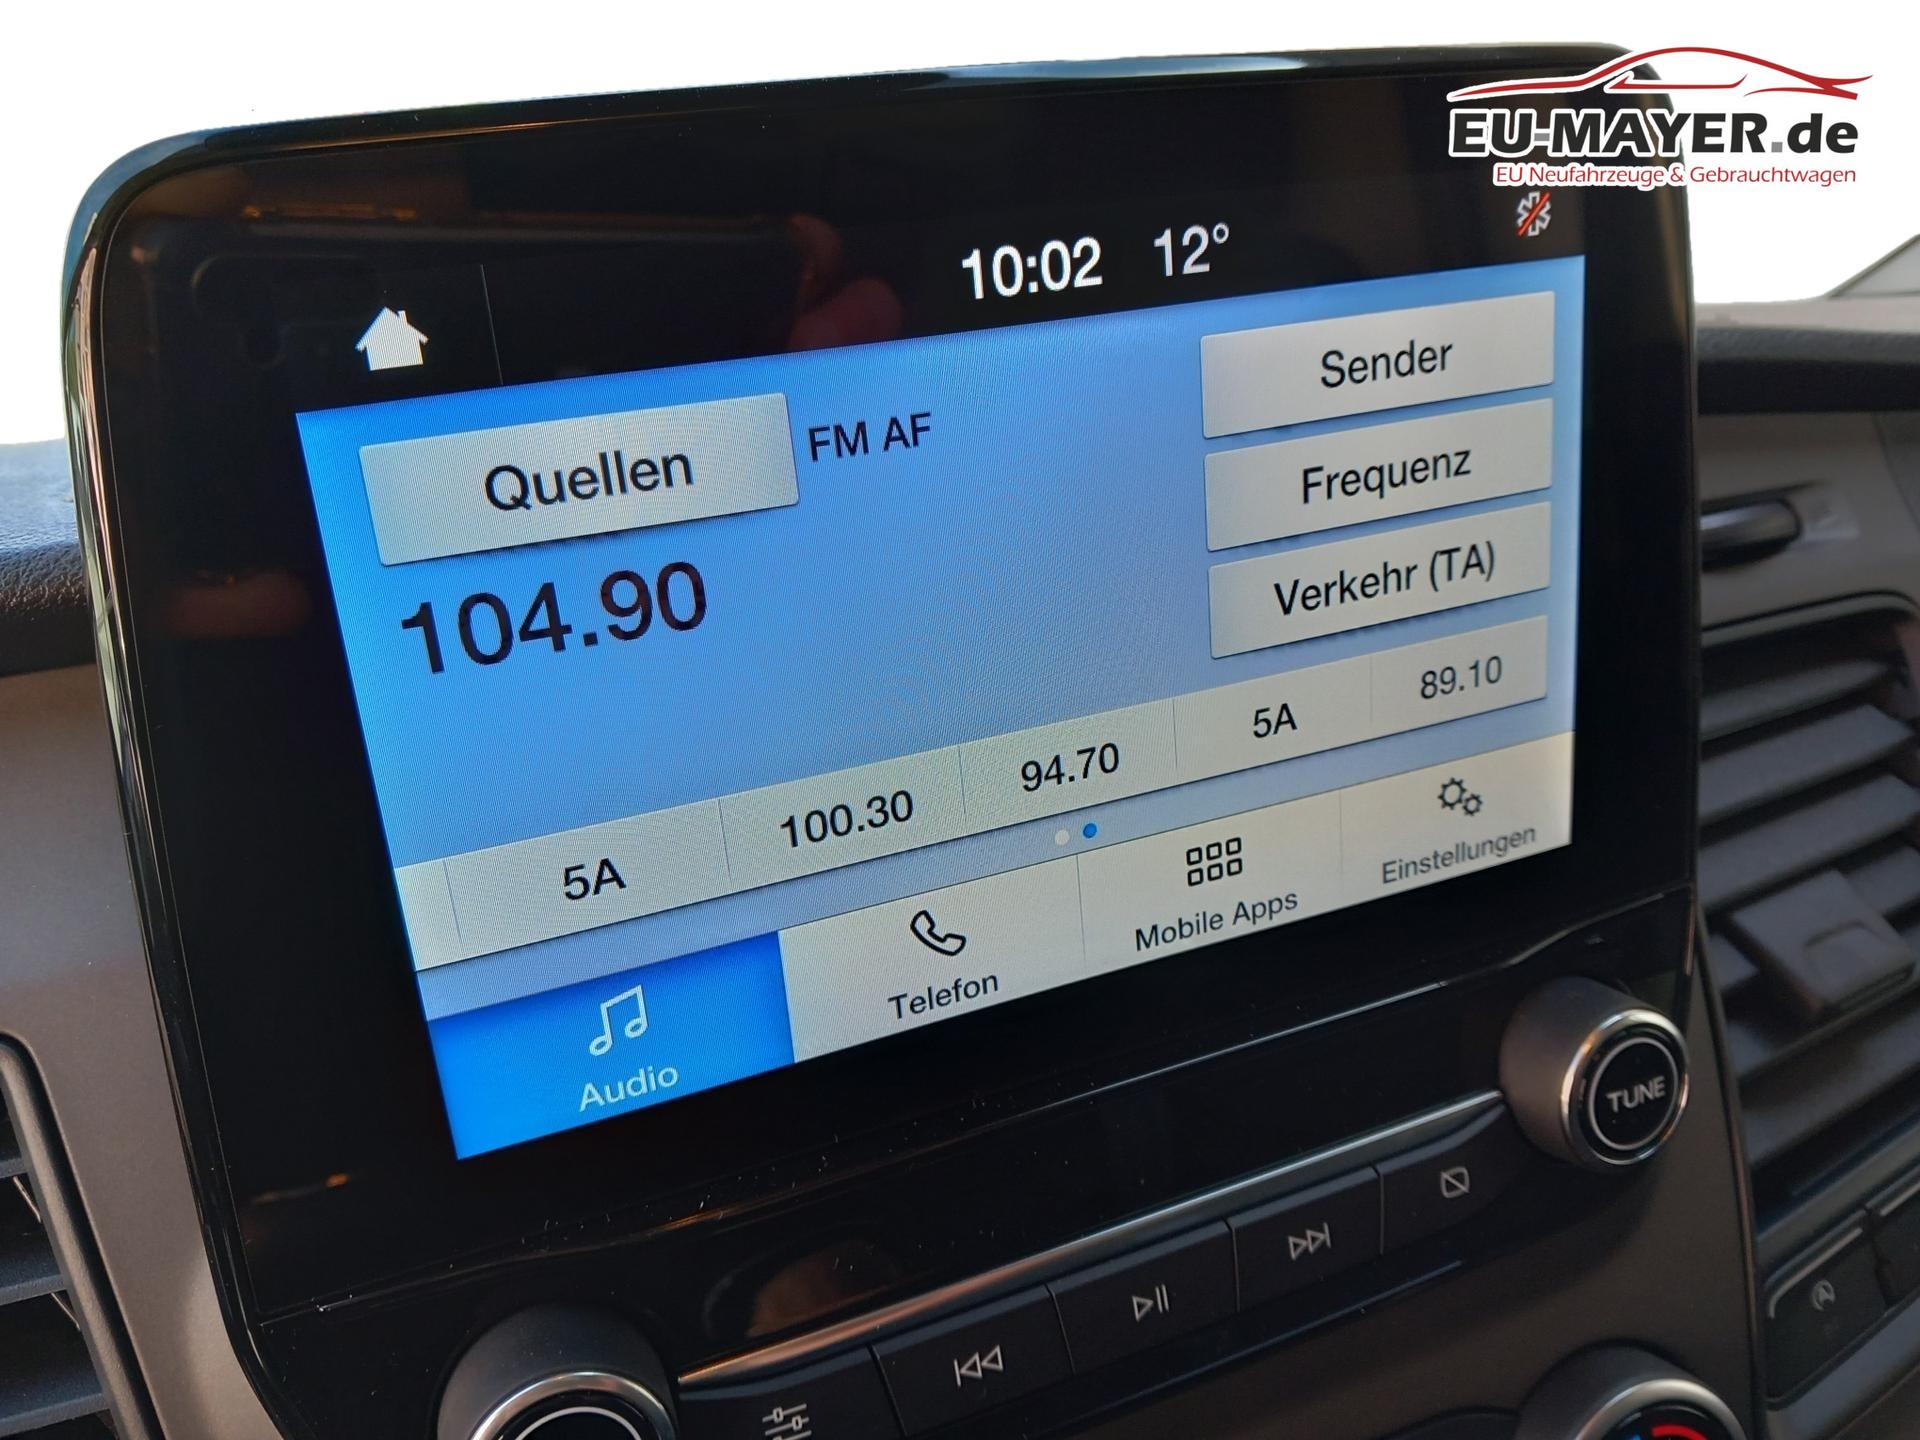 EU-MAYER.de
EU Neufahrzeuge & Gebrauchtwagen
10:02 12°
Quellen
FM AF
Sender
Frequenz
Verkehr (TA)
104.90
5A
100.30
94.70
5A
89.10
Audio
Telefon
Mobile Apps
Einstellungen
TUNE